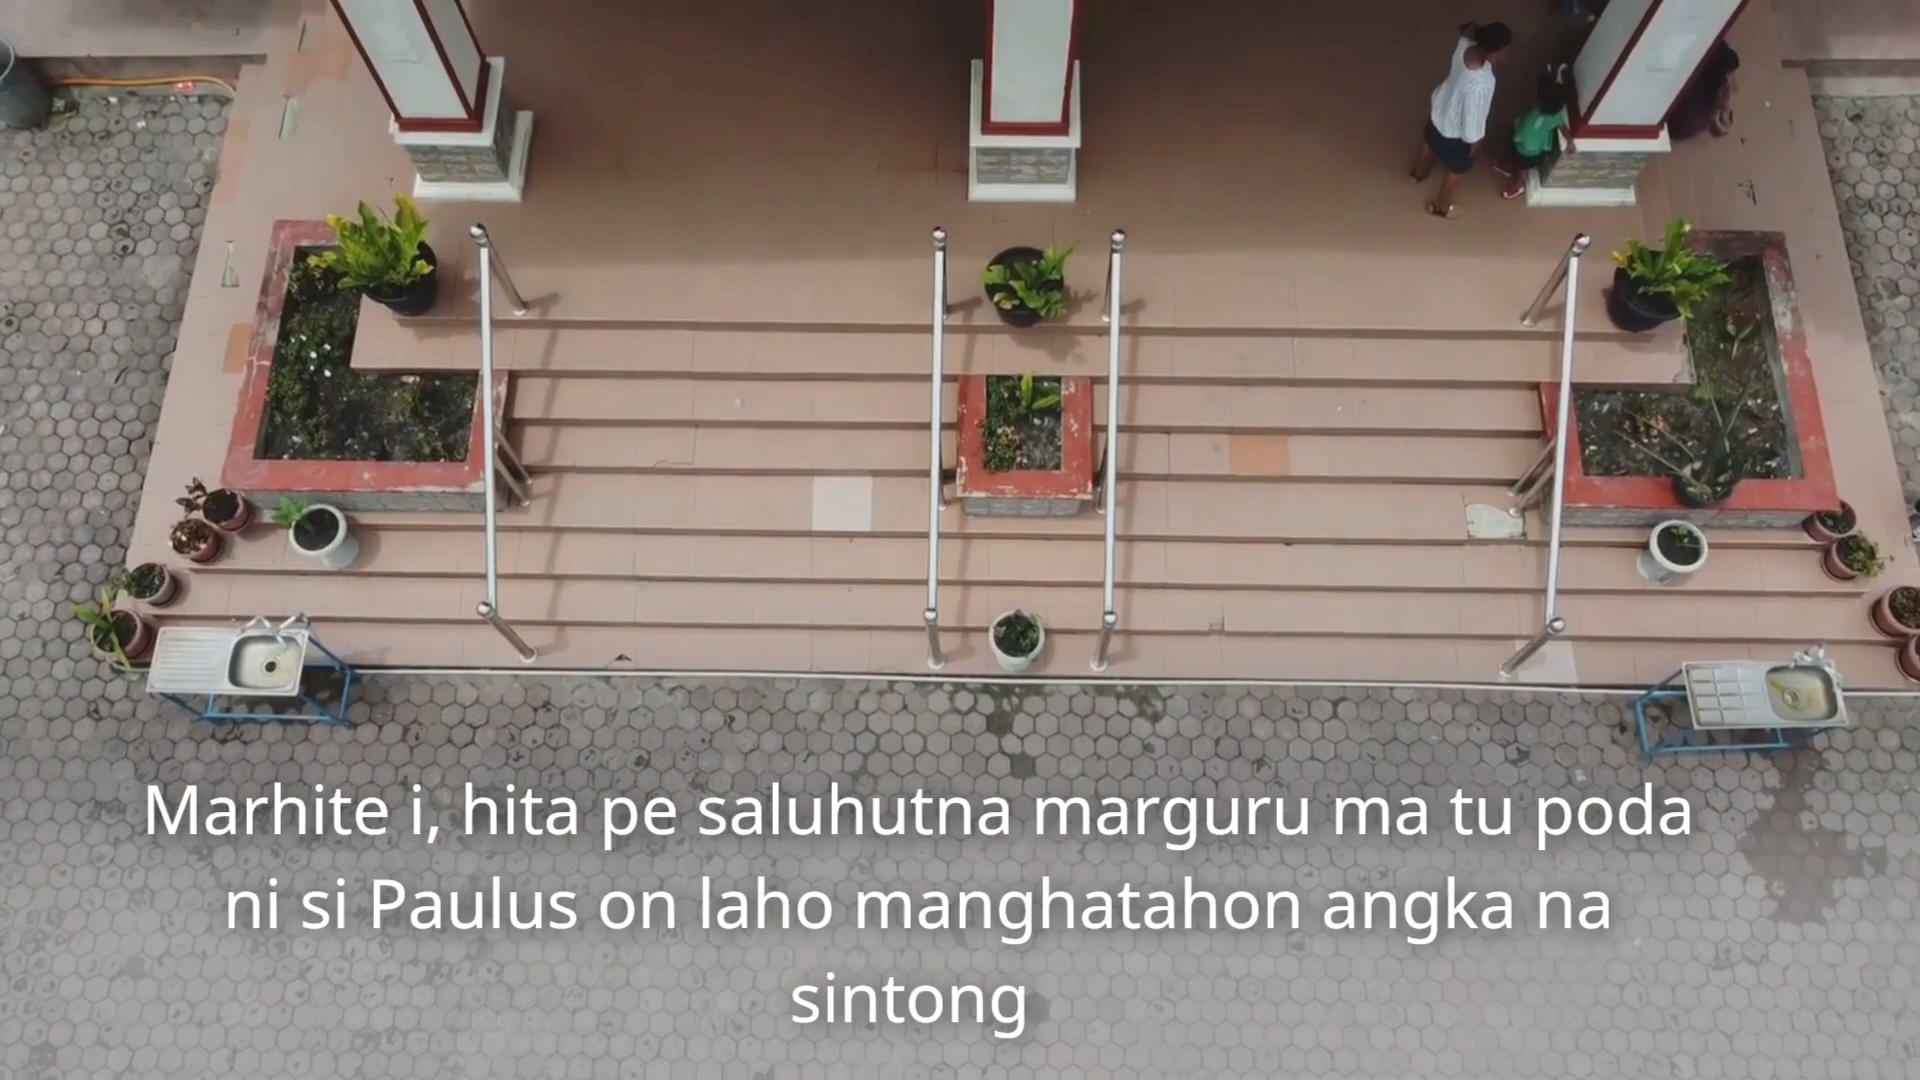 Marhite i, hita pe saluhutna marguru ma tu poda
ni si Paulus on laho manghatahon angka na
sintong